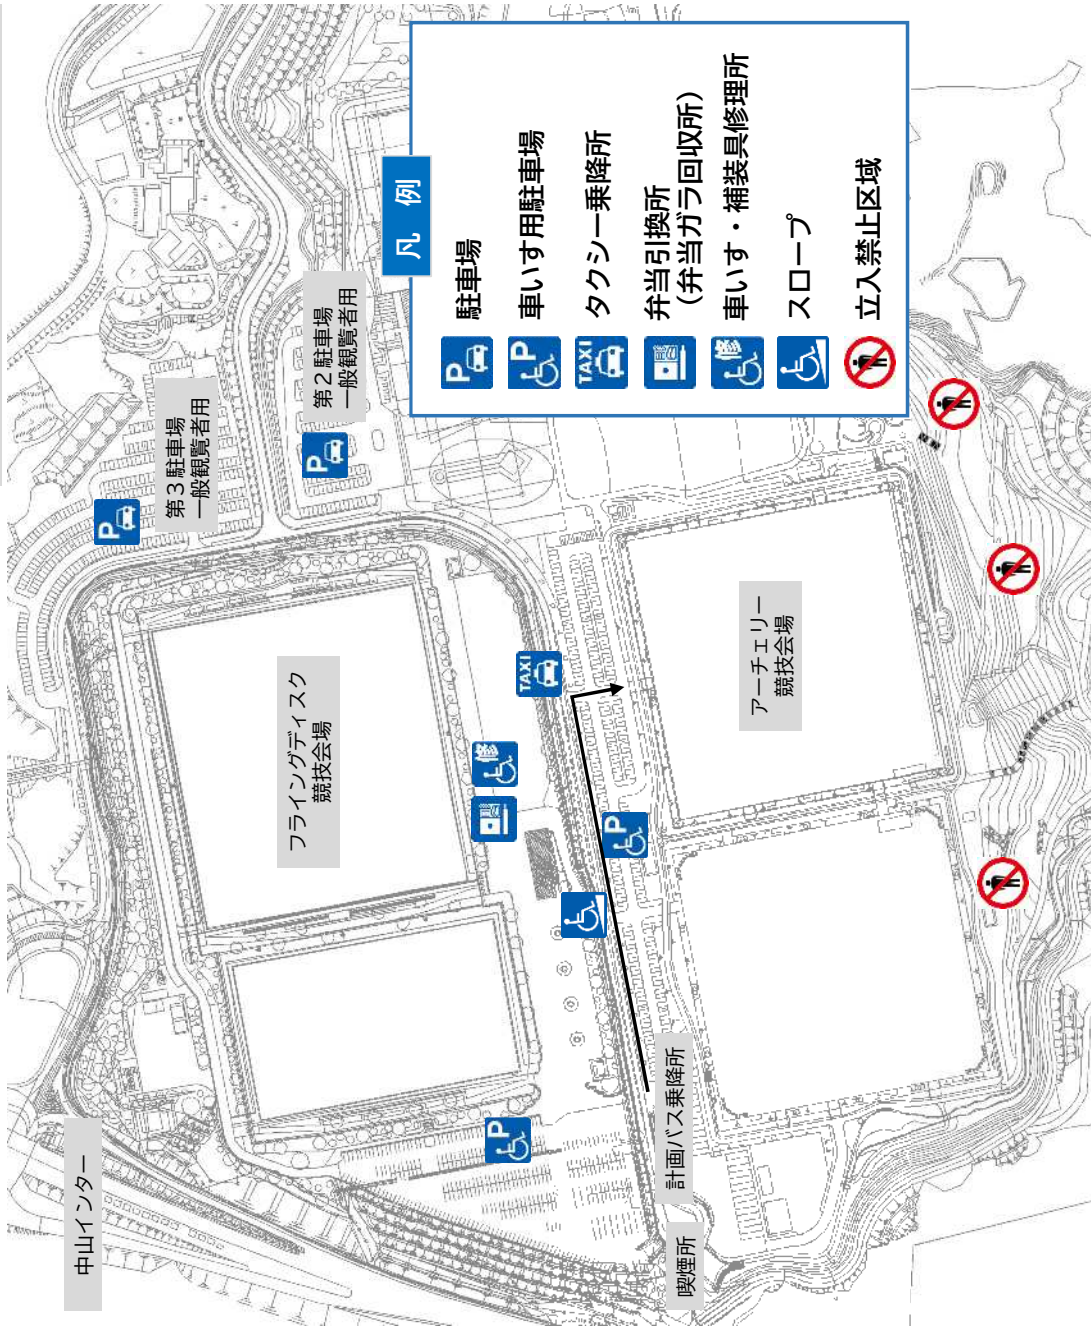 凡 例
駐車場
車いす用駐車場
タクシー乗降所
弁当引換所
（弁当ガラ回収所）
車いす・補装具修理所
スロープ
立入禁止区域
P
P
TAXI
修
中山インター
第３駐車場
一般観覧者用
P
第２駐車場
一般観覧者用
P
フライングディスク
競技会場
TAXI
修
P
P
アーチェリー
競技会場
計画バス乗降所
喫煙所